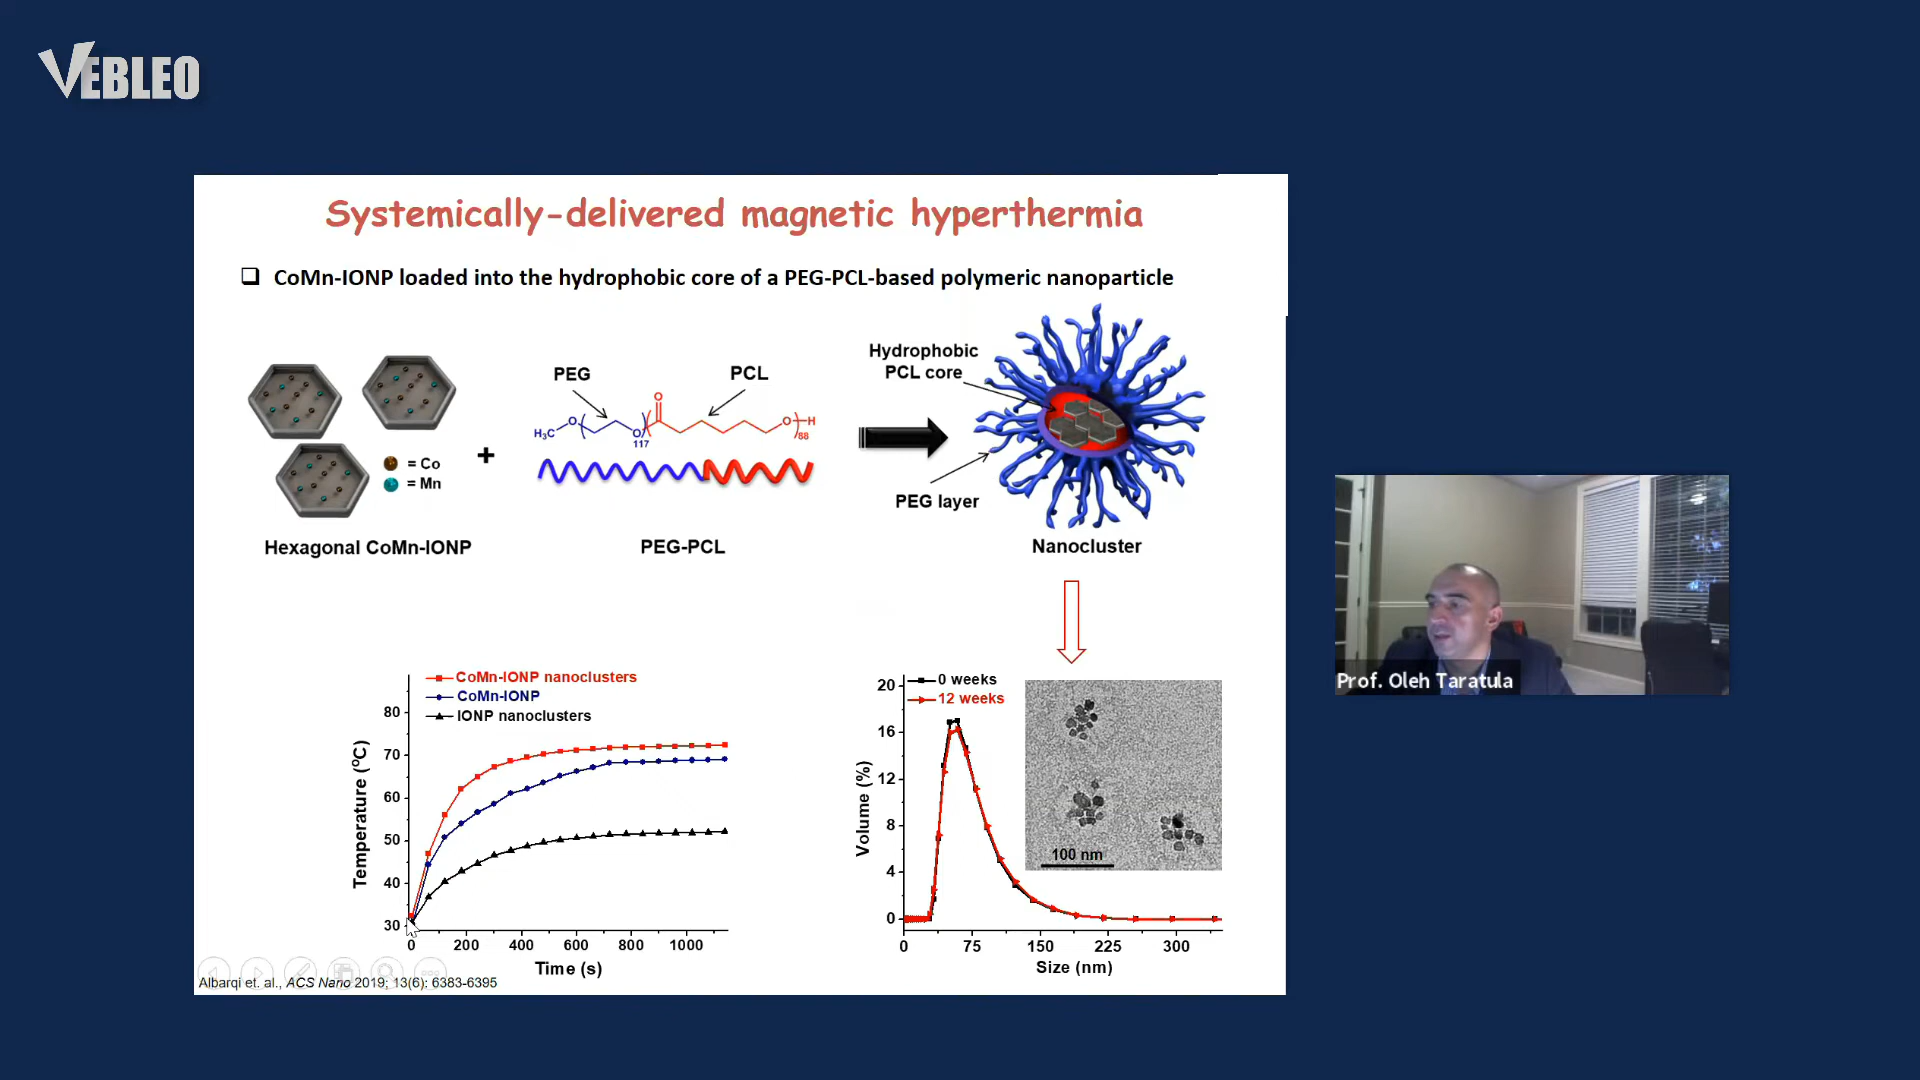 VEBLEO
Systemically-delivered magnetic hyperthermia
CoMn-IONP loaded into the hydrophobic core of a PEG-PCL-based polymeric nanoparticle
= Co
= Mn
Hexagonal CoMn-IONP
+
PEG
PCL
H₃C
O
O
117
O
O
H
88
PEG-PCL
Hydrophobic
PCL core
PEG layer
Nanocluster
CoMn-IONP nanoclusters
CoMn-IONP
IONP nanoclusters
Temperature (°C)
80
70
60
50
40
30
0 200 400 600 800 1000
Time (s)
0 weeks
12 weeks
Volume (%)
20
16
12
8
4
0
100 nm
0 75 150 225 300
Size (nm)
Albarqi et. al., ACS Nano 2019; 13(6): 6383-6395
Prof. Oleh Taratula